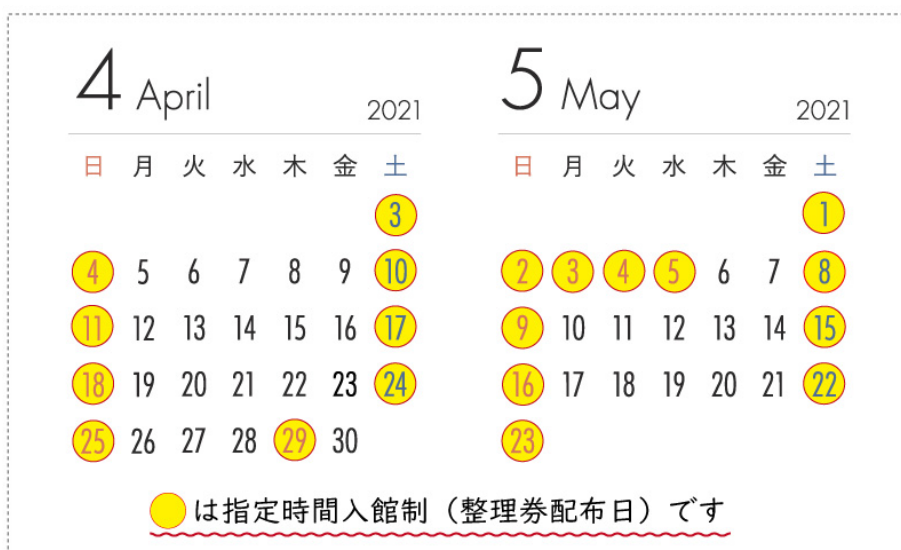 4 April 2021
日 月 火 水 木 金 土
3
4 5 6 7 8 9 10
11 12 13 14 15 16 17
18 19 20 21 22 23 24
25 26 27 28 29 30
5 May 2021
日 月 火 水 木 金 土
1
2 3 4 5 6 7 8
9 10 11 12 13 14 15
16 17 18 19 20 21 22
23
は指定時間入館制（整理券配布日）です